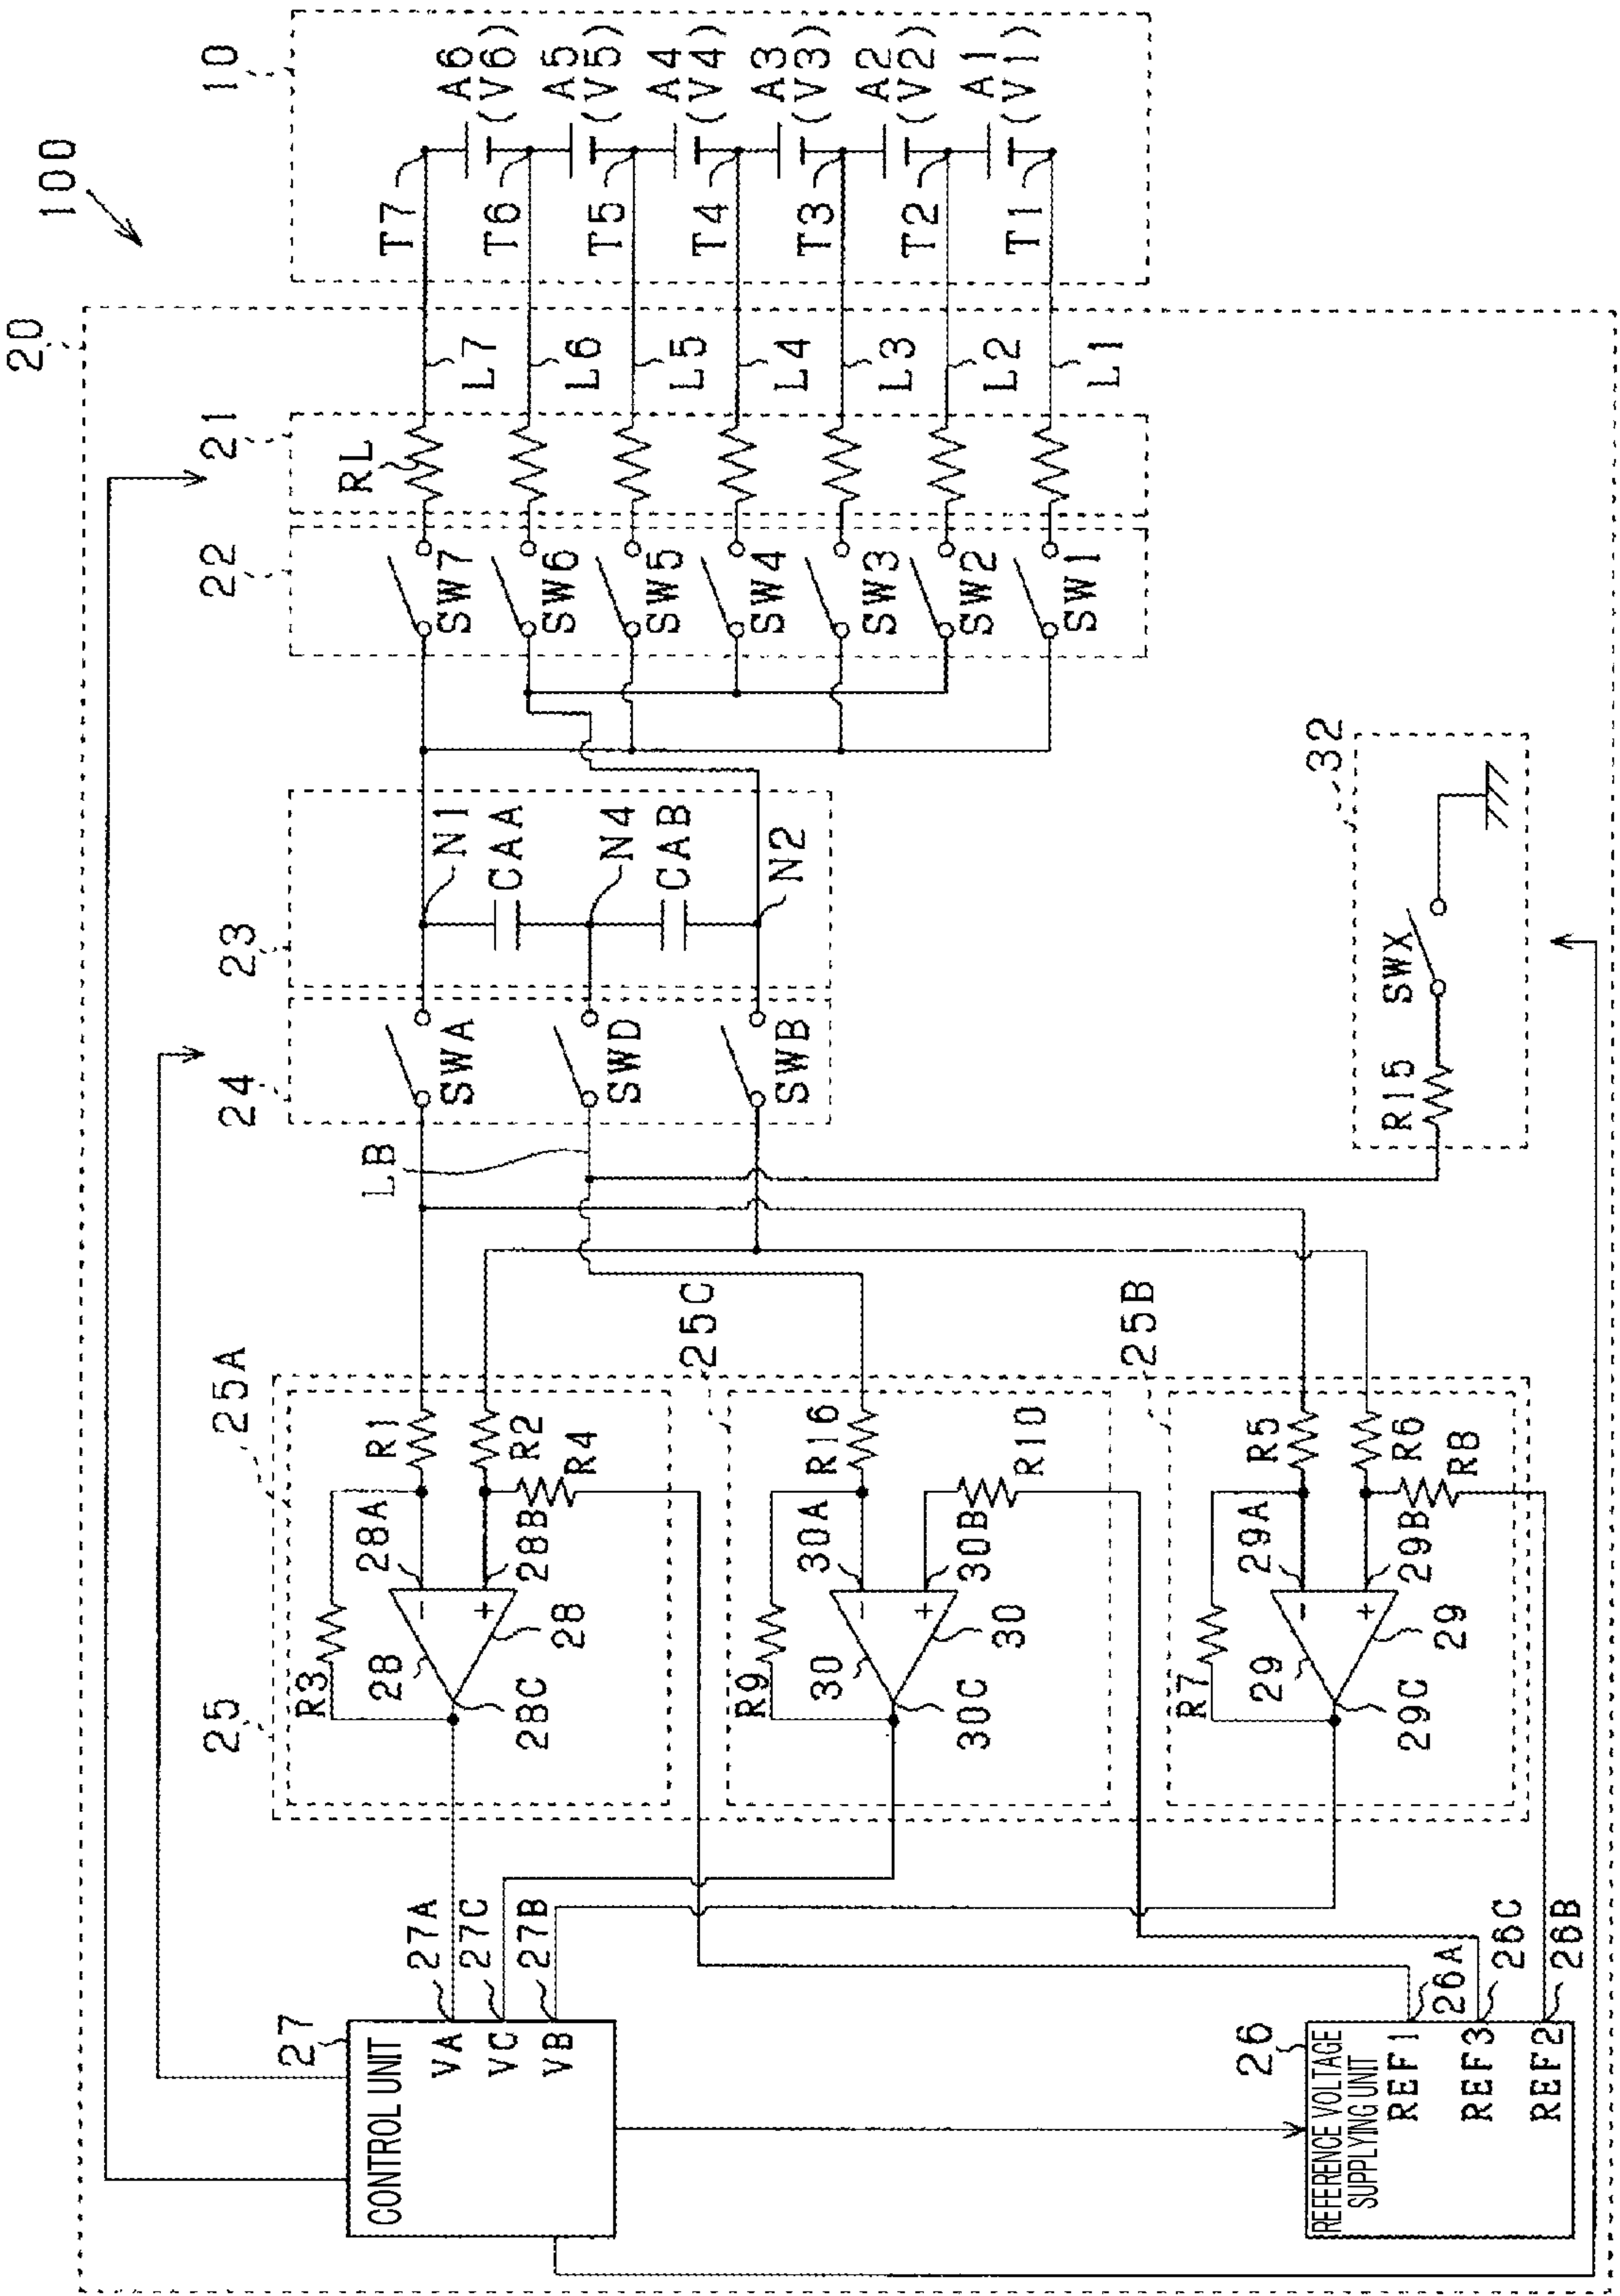 100
10
20
T7
A6
(V6)
T6
A5
(V5)
T5
A4
(V4)
T4
A3
(V3)
T3
A2
(V2)
T2
A1
(V1)
T1
L7
L6
L5
L4
L3
L2
L1
21
RL
22
SW7
SW6
SW5
SW4
SW3
SW2
SW1
23
N1
CAA
N4
CAB
N2
24
SWA
SWD
SWB
LB
32
SWX
R15
25
25A
R1
R2
R4
28A
28B
R3
28
28
28C
25C
R16
R10
30A
30B
R9
30
30
30C
25B
R5
R6
R8
29A
29B
R7
29
29
29C
27
CONTROL UNIT
VA
VC
VB
27A
27C
27B
26
REFERENCE VOLTAGE
SUPPLYING UNIT
REF1
REF3
REF2
26A
26C
26B
-
+
-
+
-
+